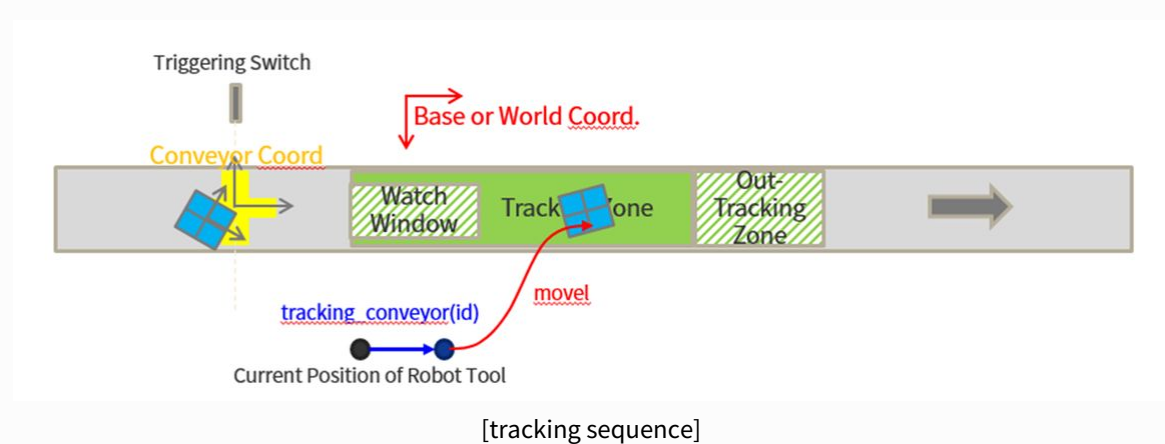 Triggering Switch
Base or World Coord.
Conveyor Coord
Watch
Window
Track
one
Out-
Tracking
Zone
movel
tracking_conveyor(id)
Current Position of Robot Tool
[tracking sequence]